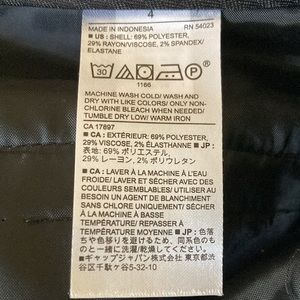 4
MADE IN INDONESIA RN 54023
■ US: SHELL: 69% POLYESTER,
29% RAYON/VISCOSE, 2% SPANDEX/
ELASTANE
30 P
1166
MACHINE WASH COLD/ WASH AND
DRY WITH LIKE COLORS/ ONLY NON-
CHLORINE BLEACH WHEN NEEDED/
TUMBLE DRY LOW/ WARM IRON
CA 17897
■ CA : EXTÉRIEUR: 69% POLYESTER,
29% VISCOSE, 2% ÉLASTHANNE ■ JP :
表地: 69% ポリエステル,
29% レーヨン, 2% ポリウレタン
■ CA : LAVER À LA MACHINE À L'EAU
FROIDE/ LAVER ET SÉCHER AVEC DES
COULEURS SEMBLABLES/ UTILISER AU
BESOIN UN AGENT DE BLANCHIMENT
SANS CHLORE/ SÉCHER PAR
MACHINE À BASSE
TEMPÉRATURE/ REPASSER À
TEMPÉRATURE MOYENNE ■ JP: 色落
ちや色移りを避けるため、同系色のもの
と一緒に洗ってください。
■ ギャップジャパン株式会社 東京都渋
谷区千駄ヶ谷5-32-10